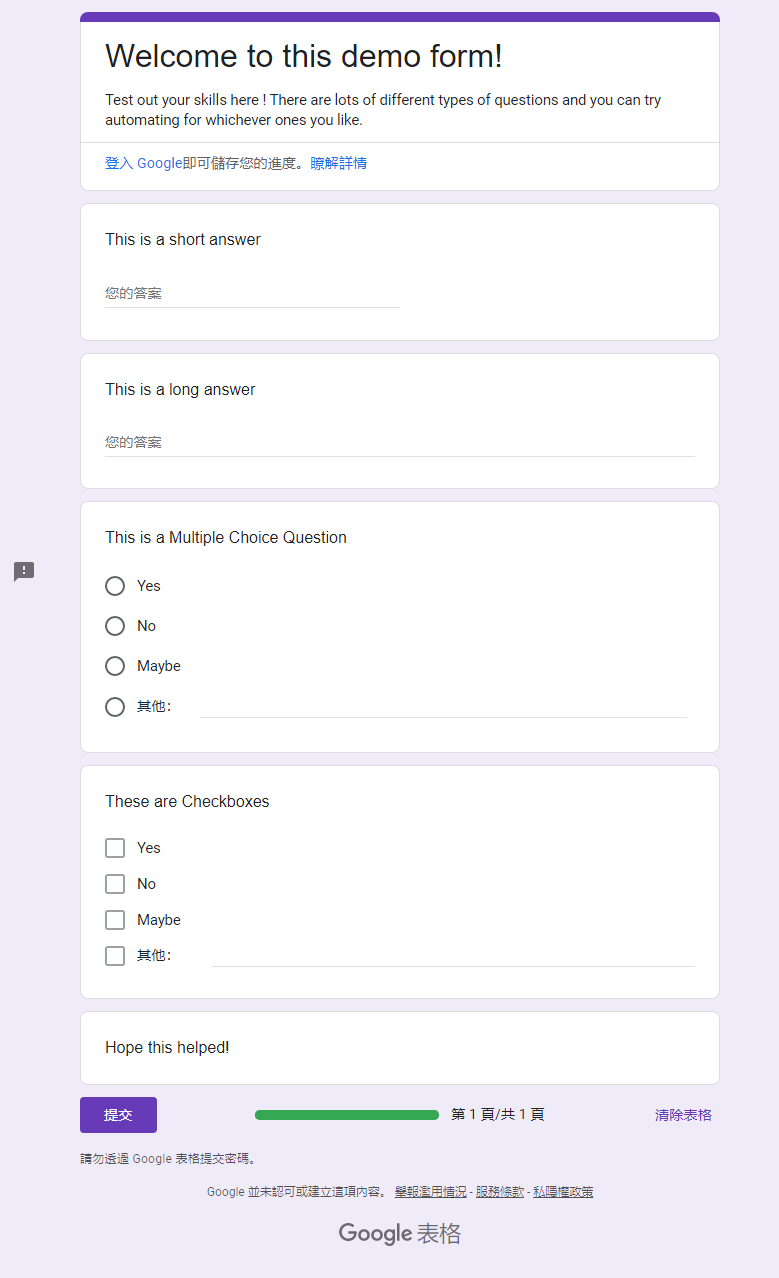 Welcome to this demo form!
Test out your skills here ! There are lots of different types of questions and you can try
automating for whichever ones you like.
登入 Google即可儲存您的進度。瞭解詳情
This is a short answer
您的答案
This is a long answer
您的答案
This is a Multiple Choice Question
Yes
No
Maybe
其他：
These are Checkboxes
Yes
No
Maybe
其他：
Hope this helped!
提交 第 1 頁/共 1 頁 清除表格
請勿透過 Google 表格提交密碼。
Google 並未認可或建立這項內容。 舉報濫用情況 - 服務條款 - 私隱權政策
Google 表格